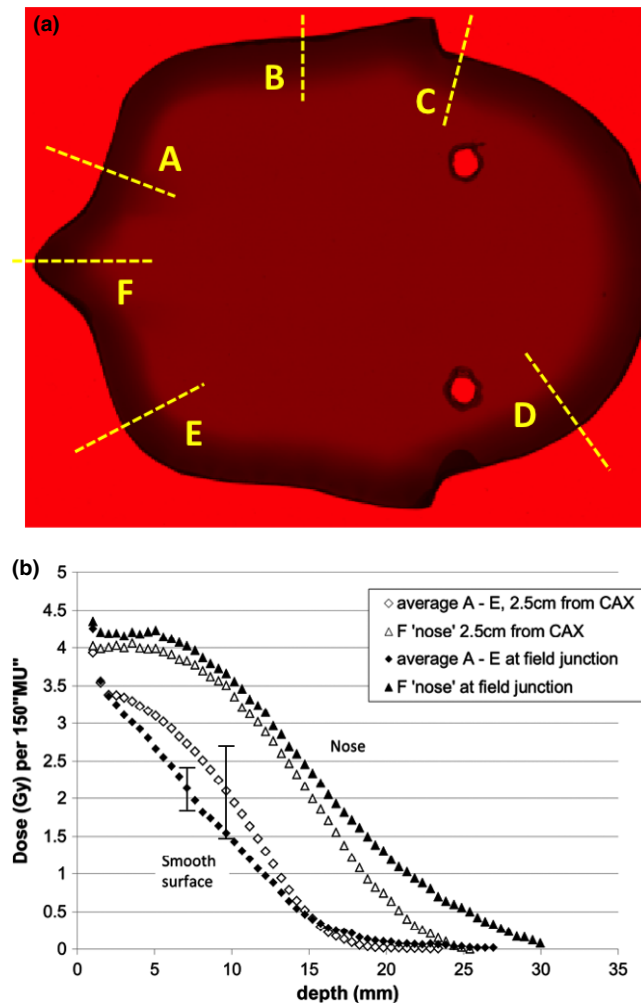 (a)
B
C
A
F
E
D
(b)
5
4.5
4
3.5
3
2.5
2
1.5
1
0.5
0
Dose (Gy) per 150"MU"
average A - E, 2.5cm from CAX
F 'nose' 2.5cm from CAX
average A - E at field junction
F 'nose' at field junction
Nose
Smooth
surface
0 5 10 15 20 25 30 35
depth (mm)